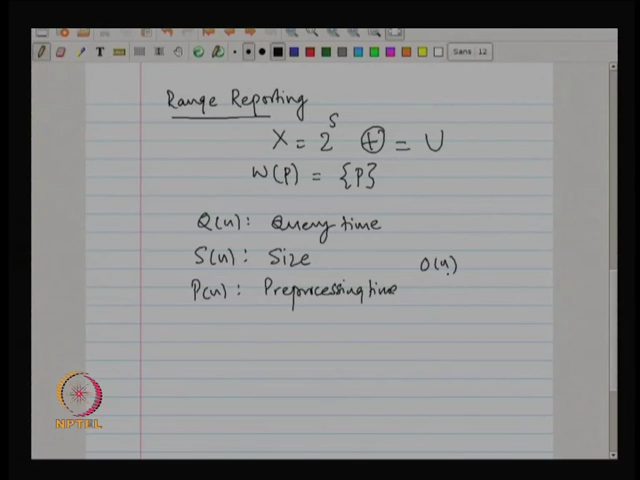 Sans 12
Range Reporting
X = 2^S ⊕ = U
W(P) = {P}
Q(n): Query time
S(n): Size
O(n)
P(n): Preprocessing time
NPTEL